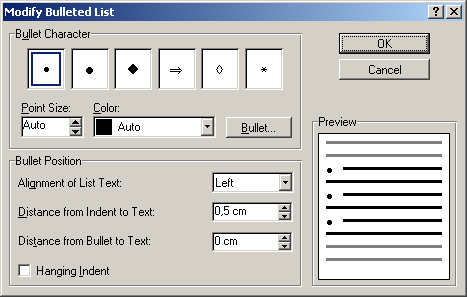 Modify Bulleted List
Bullet Character
OK
Cancel
Point Size:
Color:
Auto
Auto
Bullet...
Preview
Bullet Position
Alignment of List Text:
Left
Distance from Indent to Text:
0,5 cm
Distance from Bullet to Text:
0 cm
Hanging Indent